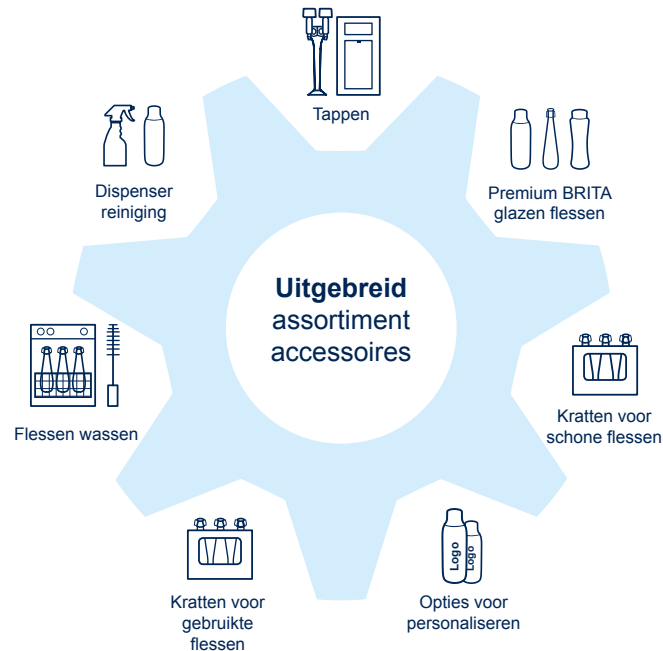 Tappen
Premium BRITA
glazen flessen
Kratten voor
schone flessen
Logo
Logo
Opties voor
personaliseren
Kratten voor
gebruikte
flessen
Flessen wassen
Dispenser
reiniging
Uitgebreid
assortiment
accessoires